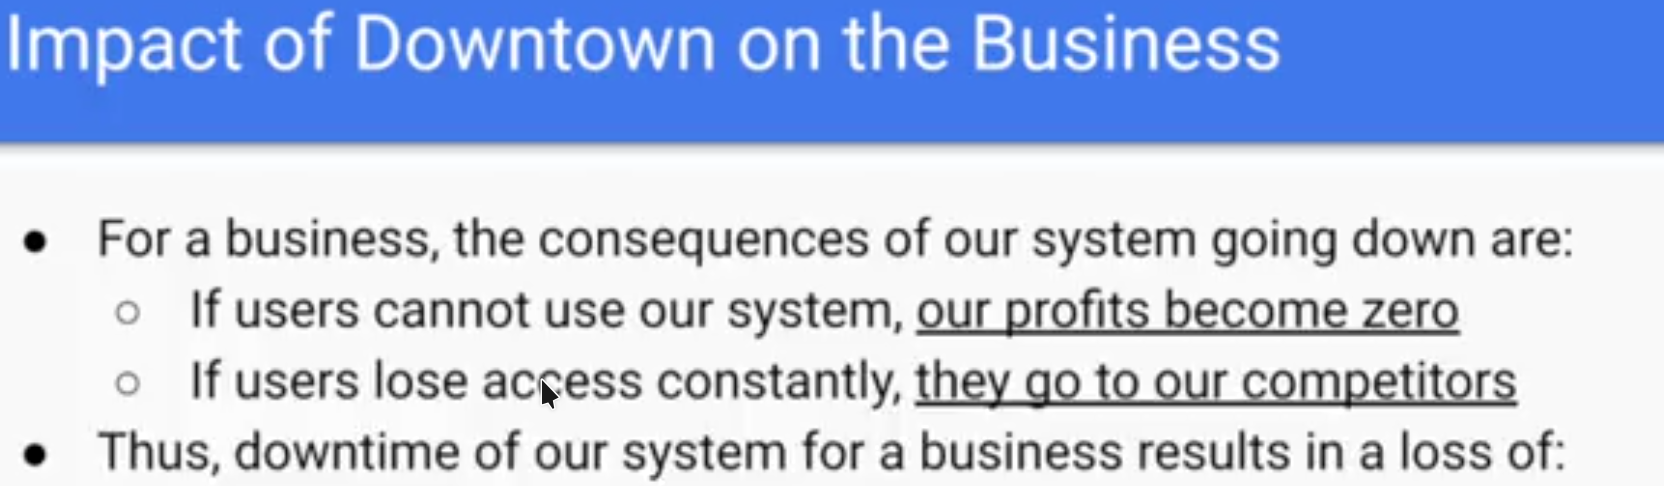 Impact of Downtown on the Business
● For a business, the consequences of our system going down are:
○ If users cannot use our system, our profits become zero
○ If users lose access constantly, they go to our competitors
● Thus, downtime of our system for a business results in a loss of: